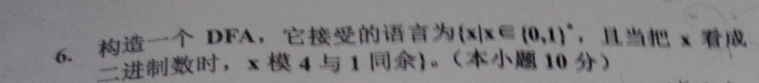 6. 构造一个 DFA，它接受的语言为{x|x∈{0,1}*，且当把 x 看成
二进制数时，x 模 4 与 1 同余}。（本小题 10 分）